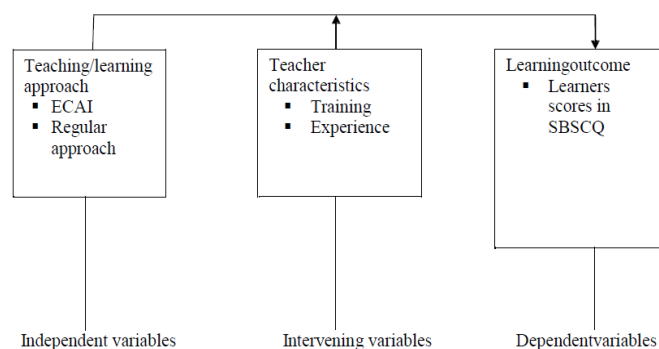 Teaching/learning
approach
▪ ECAI
▪ Regular
approach
Teacher
characteristics
▪ Training
▪ Experience
Learningoutcome
▪ Learners
scores in
SBSCQ
Independent variables
Intervening variables
Dependentvariables